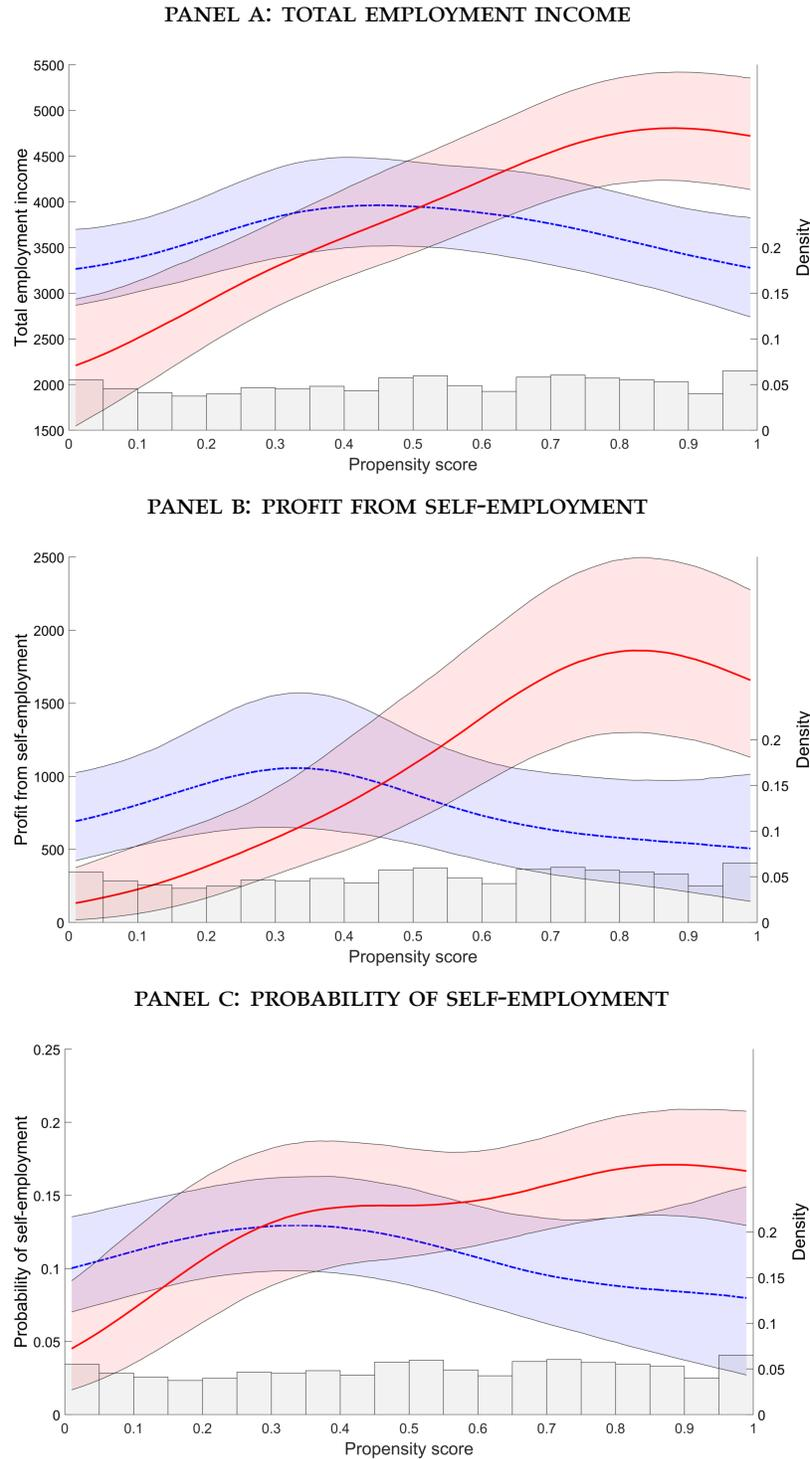 PANEL A: TOTAL EMPLOYMENT INCOME
5500
5000
4500
4000
3500
3000
2500
2000
1500
Total employment income
0.2
0.15
0.1
0.05
0
Density
0 0.1 0.2 0.3 0.4 0.5 0.6 0.7 0.8 0.9 1
Propensity score
PANEL B: PROFIT FROM SELF-EMPLOYMENT
2500
2000
1500
1000
500
0
Profit from self-employment
0.2
0.15
0.1
0.05
0
Density
0 0.1 0.2 0.3 0.4 0.5 0.6 0.7 0.8 0.9 1
Propensity score
PANEL C: PROBABILITY OF SELF-EMPLOYMENT
0.25
0.2
0.15
0.1
0.05
0
Probability of self-employment
0.2
0.15
0.1
0.05
0
Density
0 0.1 0.2 0.3 0.4 0.5 0.6 0.7 0.8 0.9 1
Propensity score